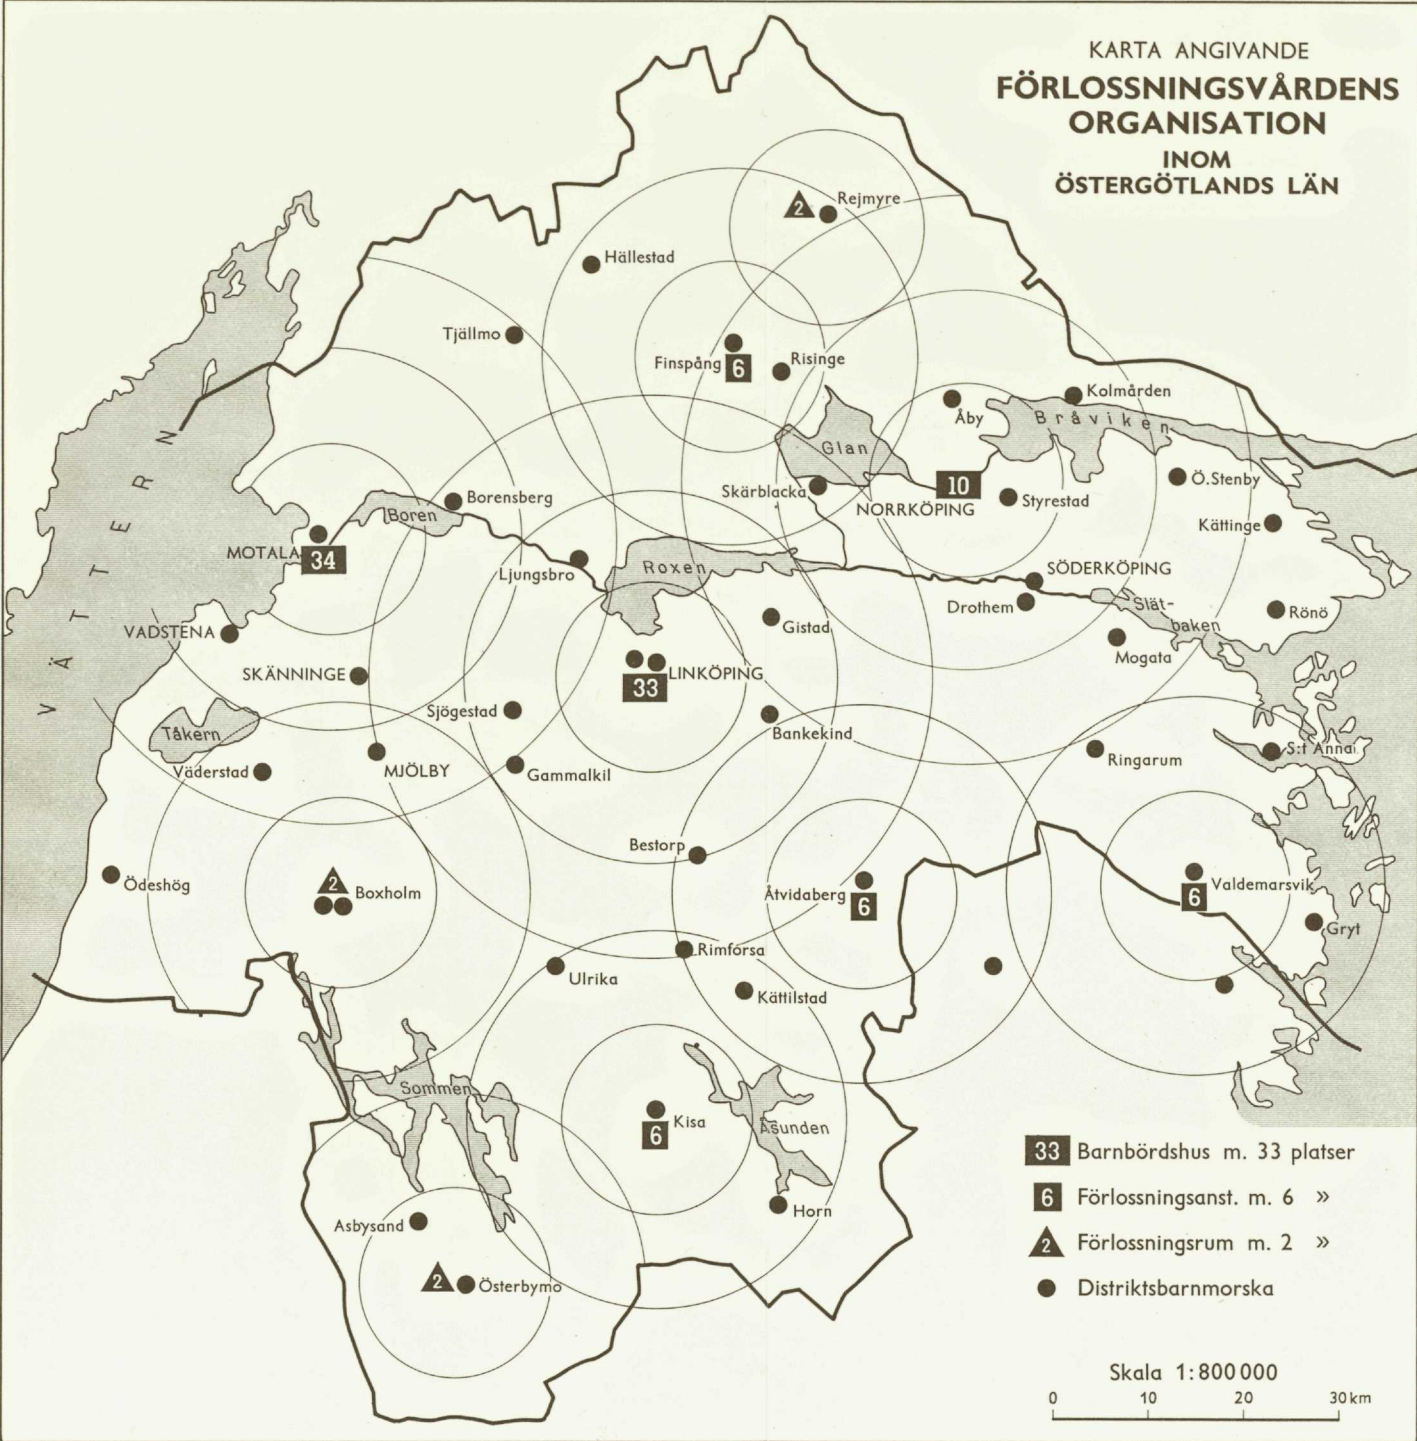 KARTA ANGIVANDE
FÖRLOSSNINGSVÅRDENS
ORGANISATION
INOM
ÖSTERGÖTLANDS LÄN
2
Rejmyre
Hällestad
Tjällmo
Finspång
6
Risinge
Kolmården
Åby
Bråviken
VÄTTERN
Glan
Skärblacka
10
NORRKÖPING
Styrestad
Ö. Stenby
Kättinge
Borensberg
Boren
MOTALA
34
Ljungsbro
Roxen
SÖDERKÖPING
Drothem
Slät-
baken
Rönö
VADSTENA
Gistad
Mogata
SKÄNNINGE
LINKÖPING
33
Sjögestad
Bankekind
Tåkern
Väderstad
MJÖLBY
Gammalkil
Ringarum
S:t Anna
Bestorp
Ödeshög
2
Boxholm
Åtvidaberg
6
Valdemarsvik
6
Gryt
Rimforsa
Ulrika
Kättilstad
Sommen
Kisa
6
Åsunden
Horn
Asbysand
2
Österbymo
33 Barnbördshus m. 33 platser
6 Förlossningsanst. m. 6 »
2 Förlossningsrum m. 2 »
Distriktsbarnmorska
Skala 1:800 000
0 10 20 30 km